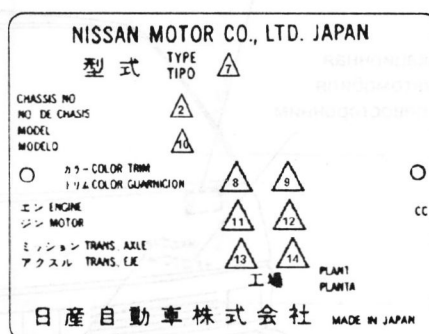 NISSAN MOTOR CO., LTD. JAPAN
型式 TYPE TIPO 7
CHASSIS NO
NO DE CHASIS 2
MODEL
MODELO 10
カラー COLOR TRIM
トリム COLOR GUARNICION 8 9
エン ENGINE
ジン MOTOR 11 12
ミッション TRANS. AXLE
アクスル TRANS. EJE 13 14
工場 PLANT
PLANTA
日産自動車株式会社 MADE IN JAPAN
CC